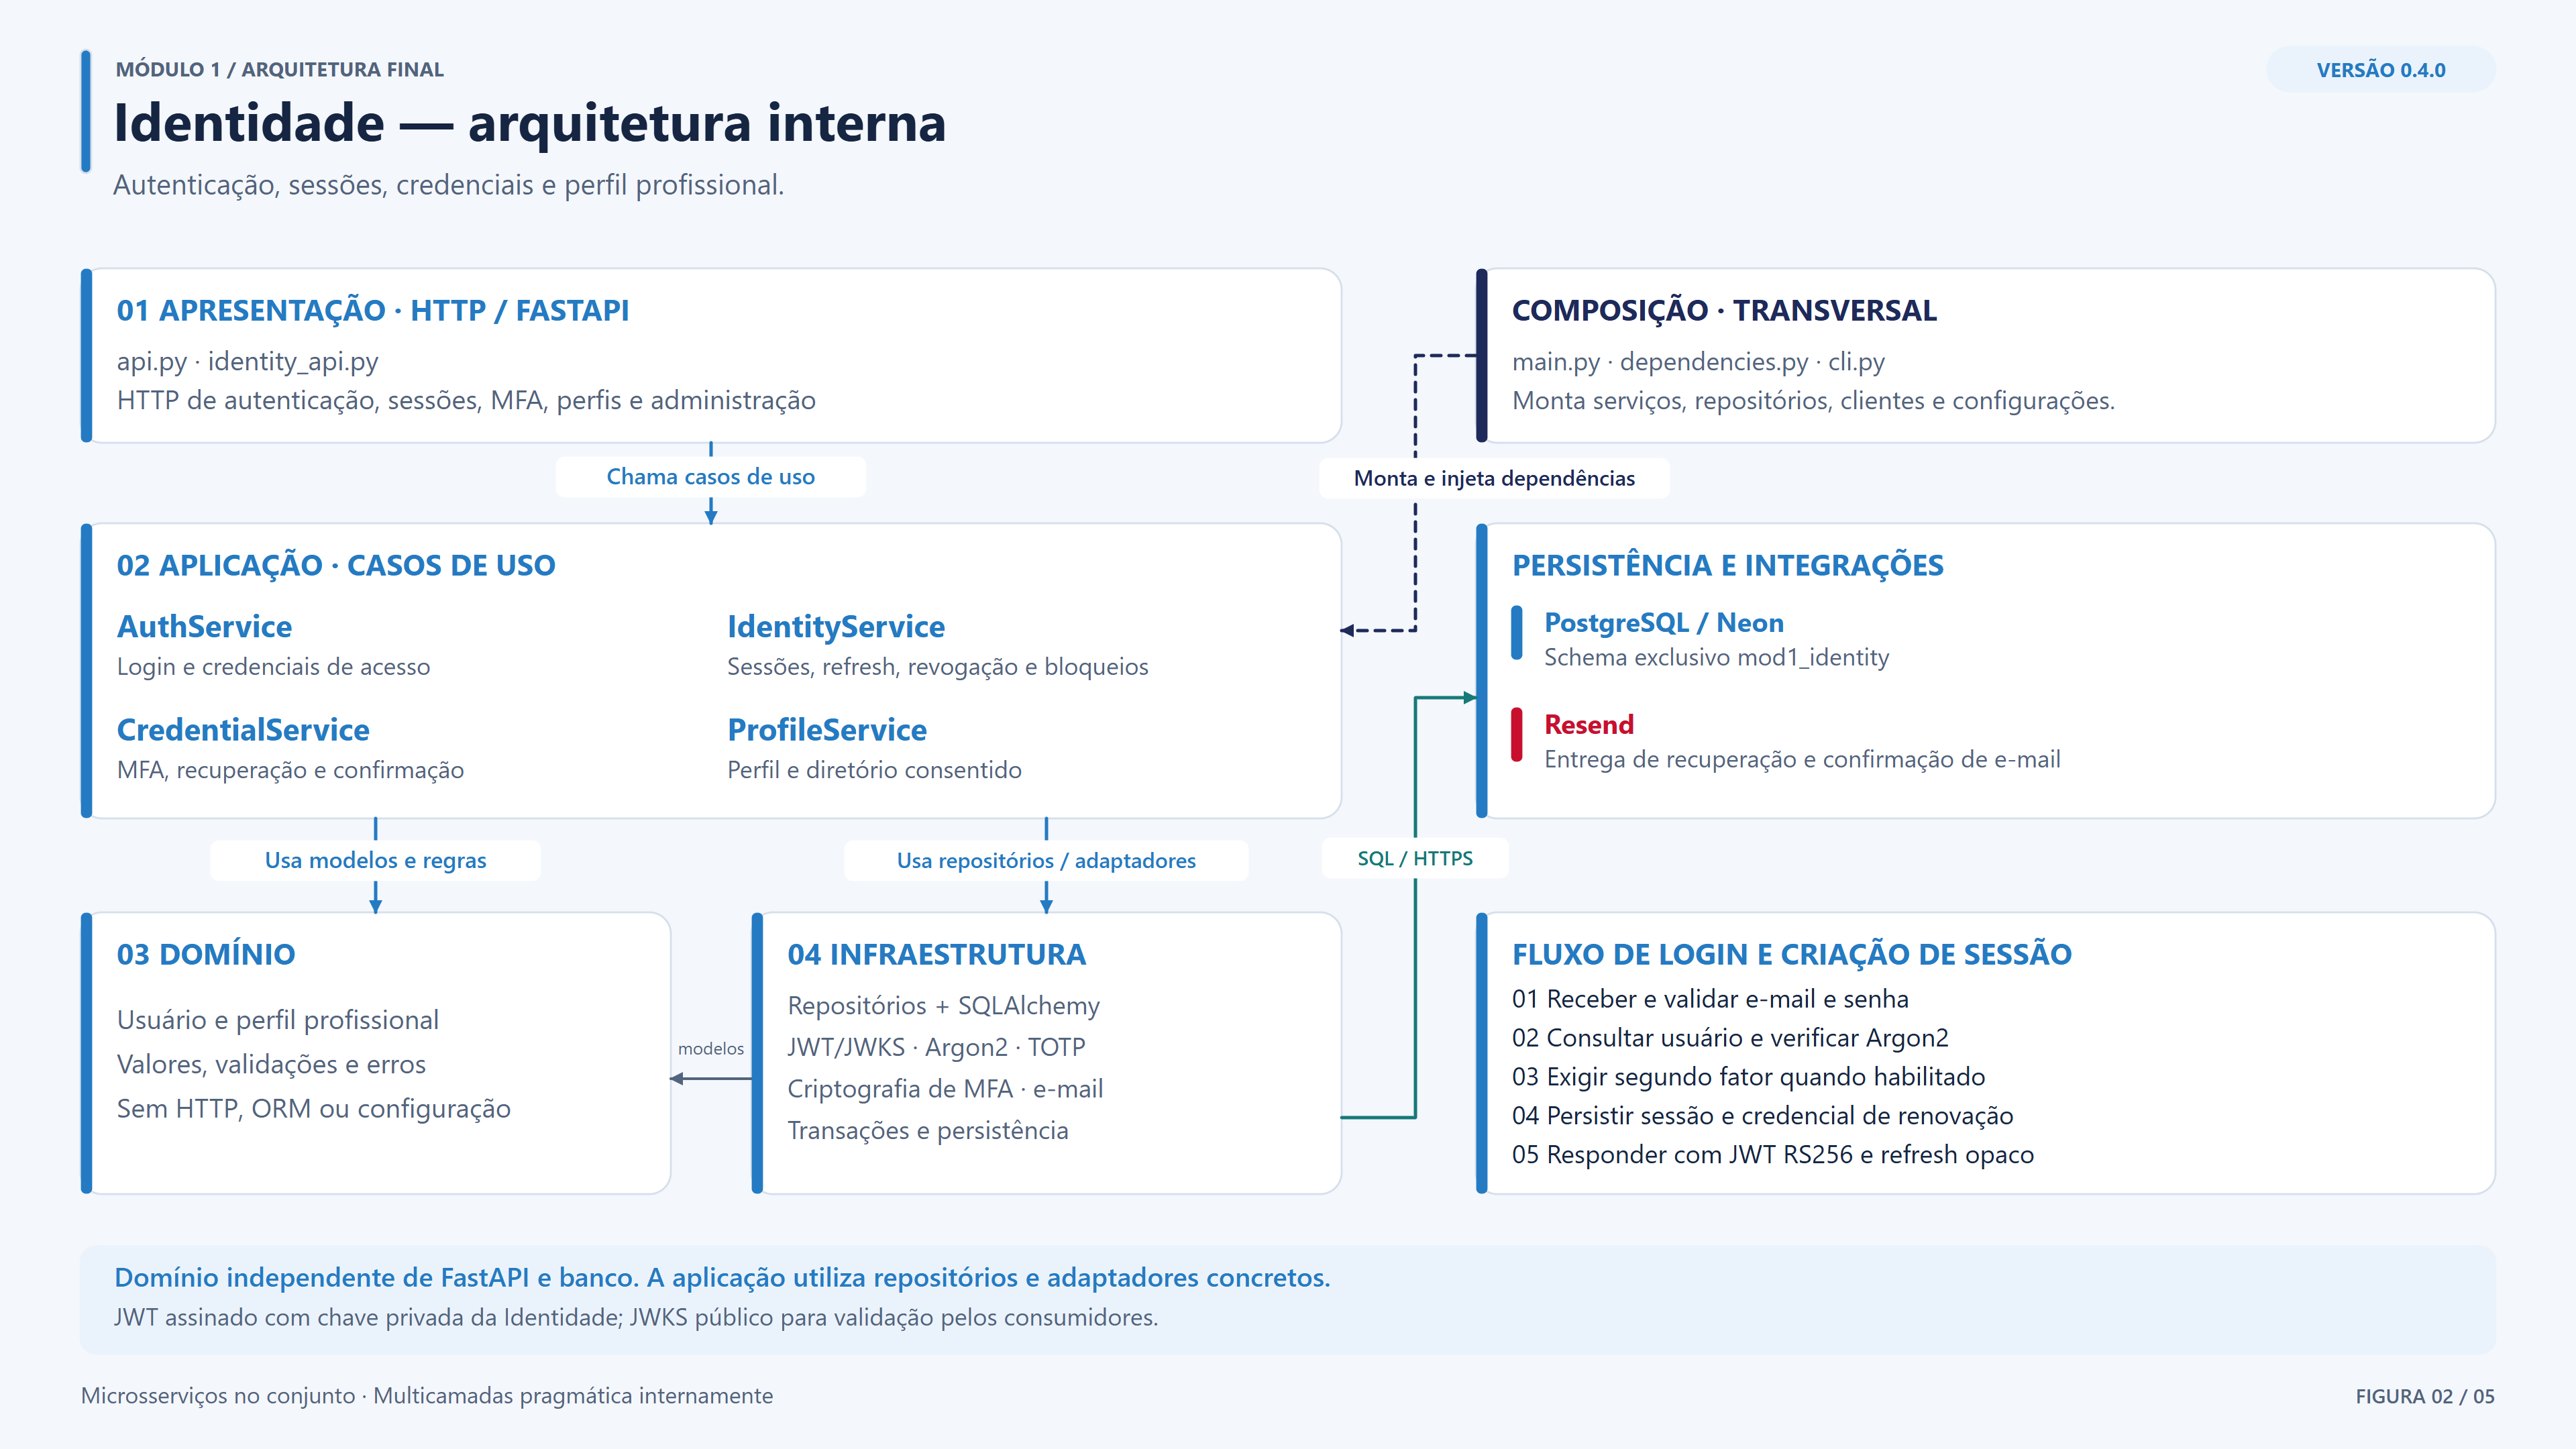 MÓDULO 1 / ARQUITETURA FINAL
VERSÃO 0.4.0
Identidade — arquitetura interna
Autenticação, sessões, credenciais e perfil profissional.
01 APRESENTAÇÃO · HTTP / FASTAPI
api.py · identity_api.py
HTTP de autenticação, sessões, MFA, perfis e administração
COMPOSIÇÃO · TRANSVERSAL
main.py · dependencies.py · cli.py
Monta serviços, repositórios, clientes e configurações.
Chama casos de uso
Monta e injeta dependências
02 APLICAÇÃO · CASOS DE USO
AuthService
Login e credenciais de acesso
IdentityService
Sessões, refresh, revogação e bloqueios
CredentialService
MFA, recuperação e confirmação
ProfileService
Perfil e diretório consentido
PERSISTÊNCIA E INTEGRAÇÕES
PostgreSQL / Neon
Schema exclusivo mod1_identity
Resend
Entrega de recuperação e confirmação de e-mail
Usa modelos e regras
Usa repositórios / adaptadores
SQL / HTTPS
03 DOMÍNIO
Usuário e perfil profissional
Valores, validações e erros
Sem HTTP, ORM ou configuração
modelos
04 INFRAESTRUTURA
Repositórios + SQLAlchemy
JWT/JWKS · Argon2 · TOTP
Criptografia de MFA · e-mail
Transações e persistência
FLUXO DE LOGIN E CRIAÇÃO DE SESSÃO
01 Receber e validar e-mail e senha
02 Consultar usuário e verificar Argon2
03 Exigir segundo fator quando habilitado
04 Persistir sessão e credencial de renovação
05 Responder com JWT RS256 e refresh opaco
Domínio independente de FastAPI e banco. A aplicação utiliza repositórios e adaptadores concretos.
JWT assinado com chave privada da Identidade; JWKS público para validação pelos consumidores.
Microsserviços no conjunto · Multicamadas pragmática internamente
FIGURA 02 / 05